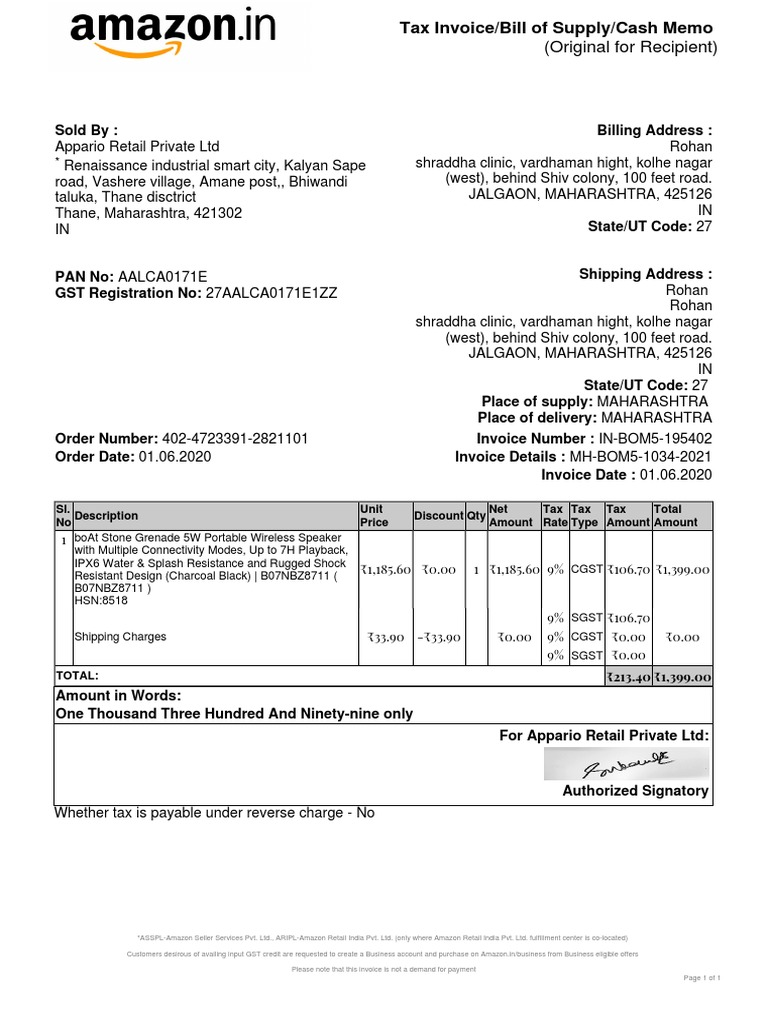 amazon.in
Tax Invoice/Bill of Supply/Cash Memo
(Original for Recipient)
Sold By :
Appario Retail Private Ltd
* Renaissance industrial smart city, Kalyan Sape
road, Vashere village, Amane post,, Bhiwandi
taluka, Thane disctrict
Thane, Maharashtra, 421302
IN
Billing Address :
Rohan
shraddha clinic, vardhaman hight, kolhe nagar
(west), behind Shiv colony, 100 feet road.
JALGAON, MAHARASHTRA, 425126
IN
State/UT Code: 27
PAN No: AALCA0171E
GST Registration No: 27AALCA0171E1ZZ
Shipping Address :
Rohan
Rohan
shraddha clinic, vardhaman hight, kolhe nagar
(west), behind Shiv colony, 100 feet road.
JALGAON, MAHARASHTRA, 425126
IN
State/UT Code: 27
Place of supply: MAHARASHTRA
Place of delivery: MAHARASHTRA
Order Number: 402-4723391-2821101
Order Date: 01.06.2020
Invoice Number : IN-BOM5-195402
Invoice Details : MH-BOM5-1034-2021
Invoice Date : 01.06.2020
Sl. No Description Unit Price Discount Qty Net Amount Tax Rate Tax Type Tax Amount Total Amount
1 boAt Stone Grenade 5W Portable Wireless Speaker
with Multiple Connectivity Modes, Up to 7H Playback,
IPX6 Water & Splash Resistance and Rugged Shock
Resistant Design (Charcoal Black) | B07NBZ8711 (
B07NBZ8711 )
HSN:8518
₹1,185.60 ₹0.00 1 ₹1,185.60 9% CGST ₹106.70 ₹1,399.00
9% SGST ₹106.70
Shipping Charges ₹33.90 -₹33.90 ₹0.00 9% CGST ₹0.00 ₹0.00
9% SGST ₹0.00
TOTAL: ₹213.40 ₹1,399.00
Amount in Words:
One Thousand Three Hundred And Ninety-nine only
For Appario Retail Private Ltd:
Authorized Signatory
Whether tax is payable under reverse charge - No
*ASSPL-Amazon Seller Services Pvt. Ltd., ARIPL-Amazon Retail India Pvt. Ltd. (only where Amazon Retail India Pvt. Ltd. fulfillment center is co-located)
Customers desirous of availing input GST credit are requested to create a Business account and purchase on Amazon.in/business from Business eligible offers
Please note that this invoice is not a demand for payment
Page 1 of 1